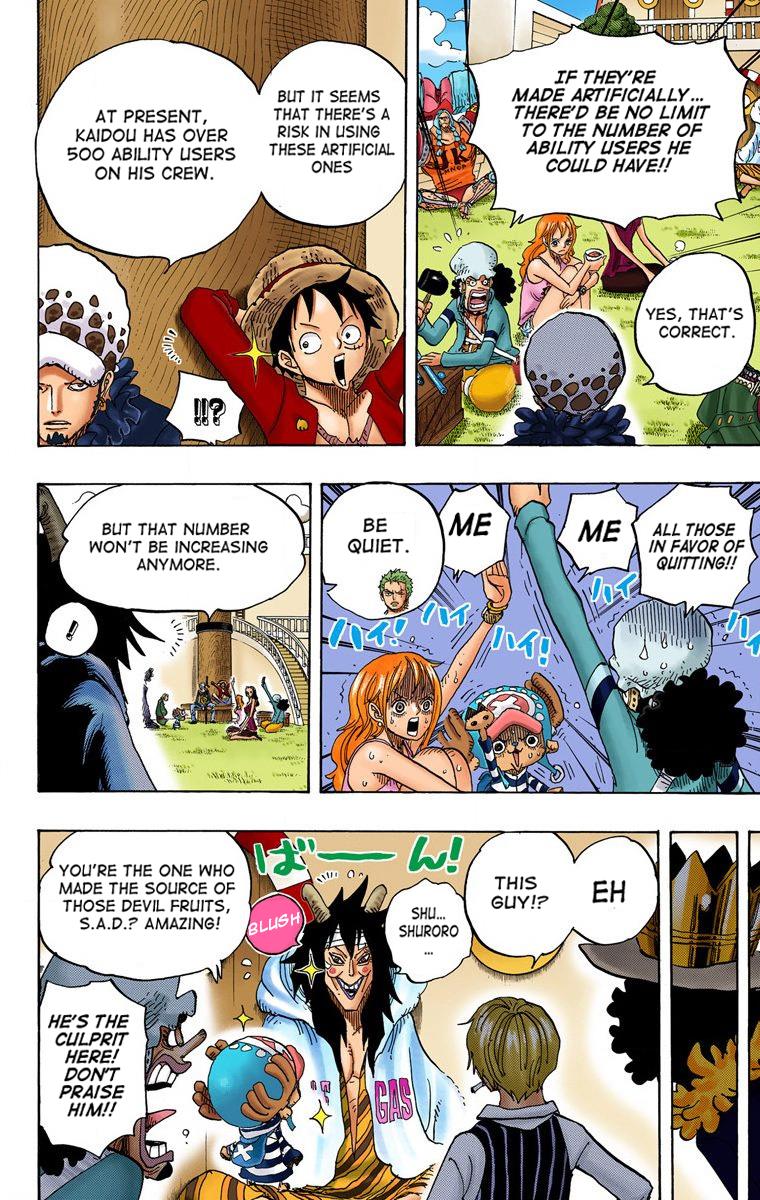 IF THEY'RE
MADE ARTIFICIALLY...
THERE'D BE NO LIMIT
TO THE NUMBER OF
ABILITY USERS HE
COULD HAVE!!
YES, THAT'S
CORRECT.
BUT IT SEEMS
THAT THERE'S A
RISK IN USING
THESE ARTIFICIAL
ONES
AT PRESENT,
KAIDOU HAS OVER
500 ABILITY USERS
ON HIS CREW.
!!?
ALL THOSE
IN FAVOR OF
QUITTING!!
ME
ME
BE
QUIET.
ハイ
ハイ!
ハイ
ハイ!
BUT THAT NUMBER
WON'T BE INCREASING
ANYMORE.
!
EH
THIS
GUY!?
ばーーん!
SHU...
SHURORO
...
BLUSH
YOU'RE THE ONE WHO
MADE THE SOURCE OF
THOSE DEVIL FRUITS,
S.A.D.? AMAZING!
HE'S THE
CULPRIT
HERE!
DON'T
PRAISE
HIM!!
GAS